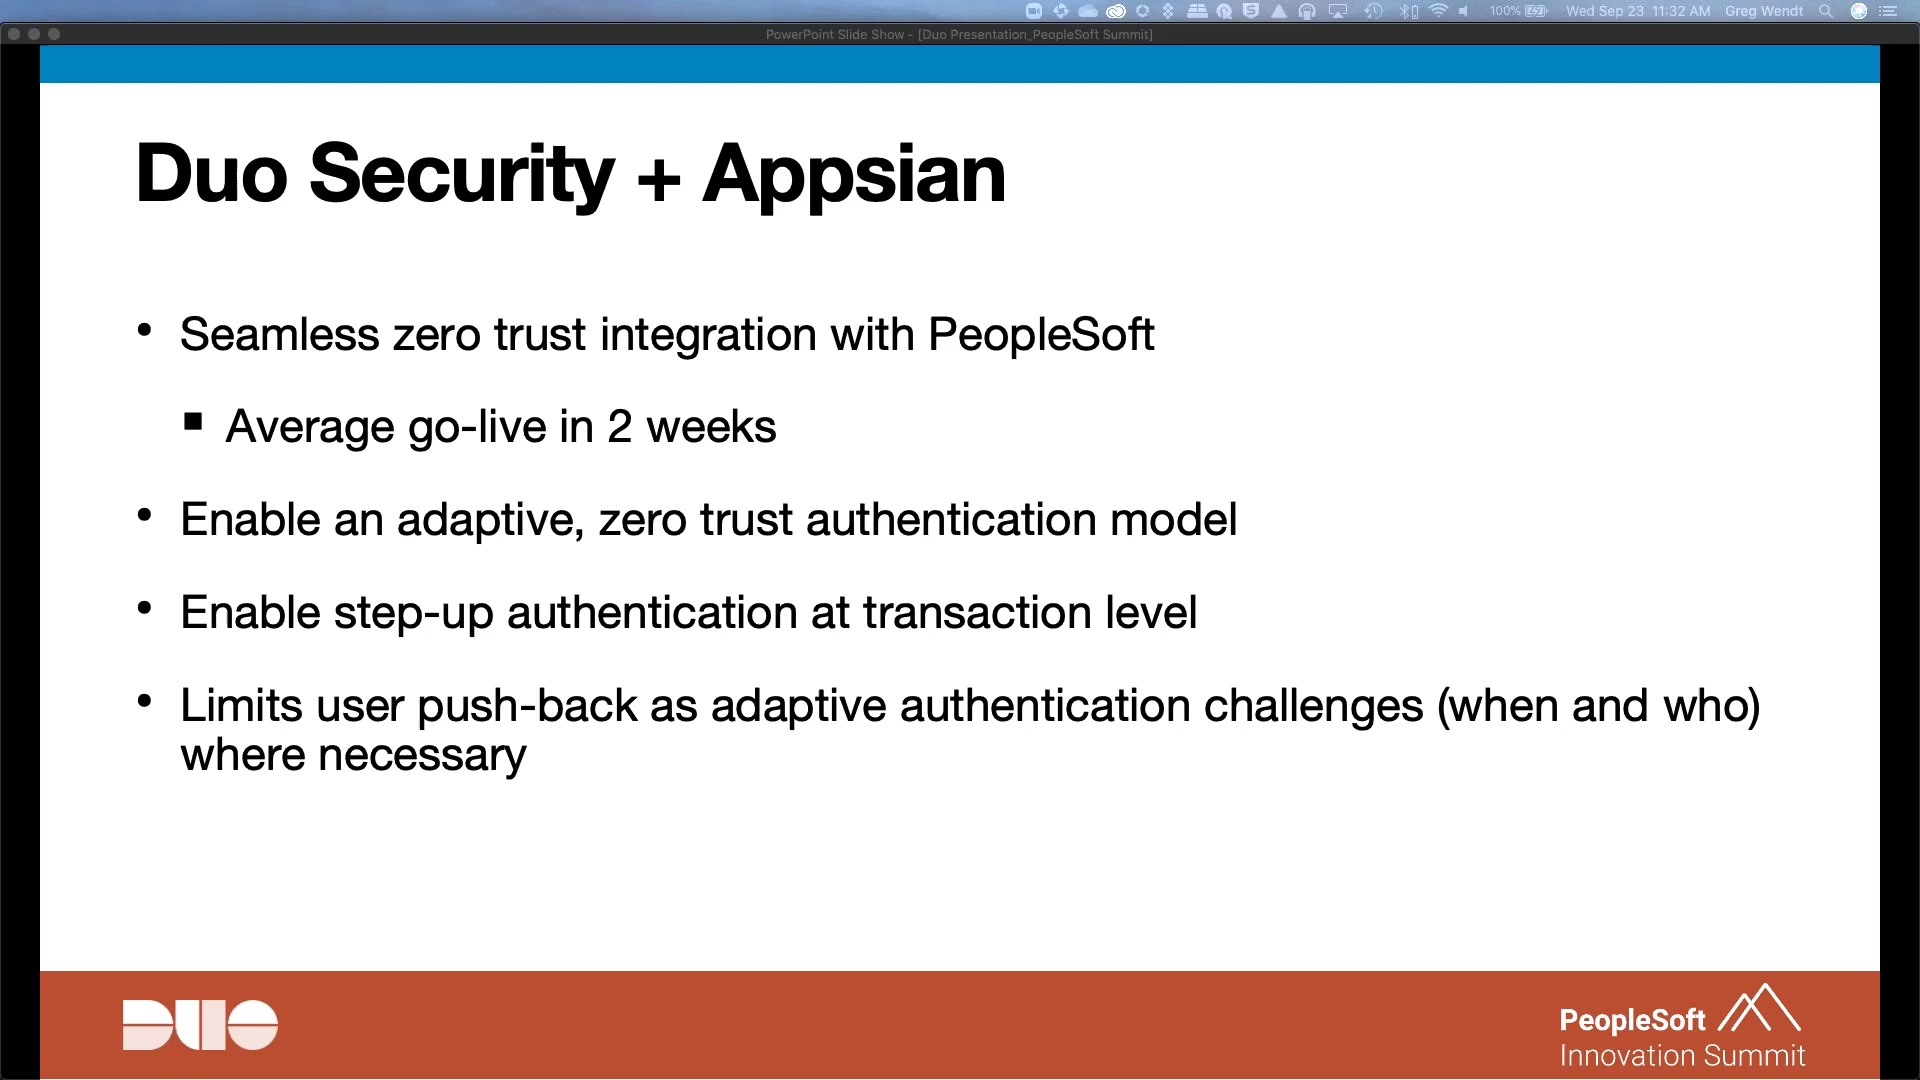 100% Wed Sep 23 11:32 AM Greg Wendt
PowerPoint Slide Show - [Duo Presentation_PeopleSoft Summit]
Duo Security + Appsian
• Seamless zero trust integration with PeopleSoft
▪ Average go-live in 2 weeks
• Enable an adaptive, zero trust authentication model
• Enable step-up authentication at transaction level
• Limits user push-back as adaptive authentication challenges (when and who)
where necessary
DUO
PeopleSoft
Innovation Summit